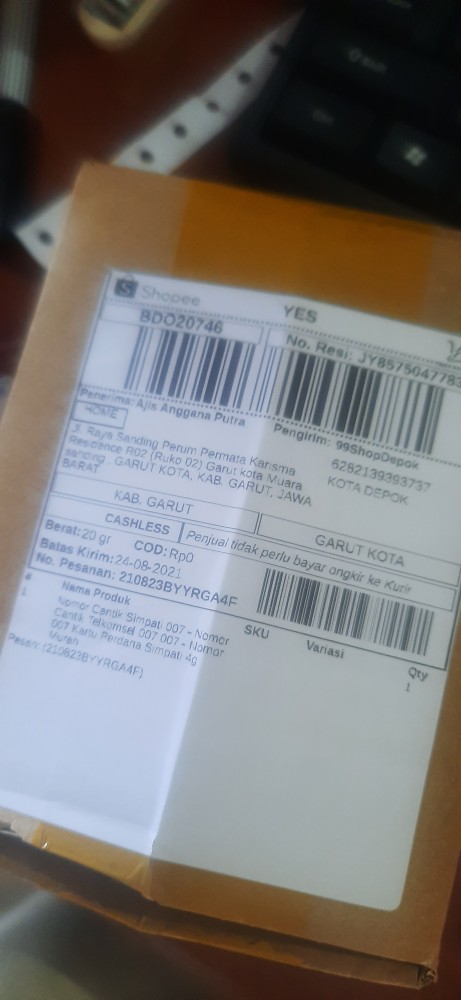 Shopee
YES
BDO20746
No. Resi: JY8575047783
Penerima: Ajis Anggana Putra
HOME
Jl. Raya Sanding Perum Permata Karisma
Residence R02 (Ruko 02) Garut kota Muara
sanding , GARUT KOTA, KAB. GARUT, JAWA
BARAT
Pengirim: 99ShopDepok
6282139393737
KOTA DEPOK
KAB. GARUT
GARUT KOTA
CASHLESS
Penjual tidak perlu bayar ongkir ke Kurir
Berat: 20 gr
COD: Rp0
Batas Kirim: 24-08-2021
No. Pesanan: 210823BYYRGA4F
# Nama Produk SKU Variasi Qty
1 Nomor Cantik Simpati 007 - Nomor 1
Cantik Telkomsel 007 007 - Nomor
007 Kartu Perdana Simpati 4g
Murah
Pesan: (210823BYYRGA4F)